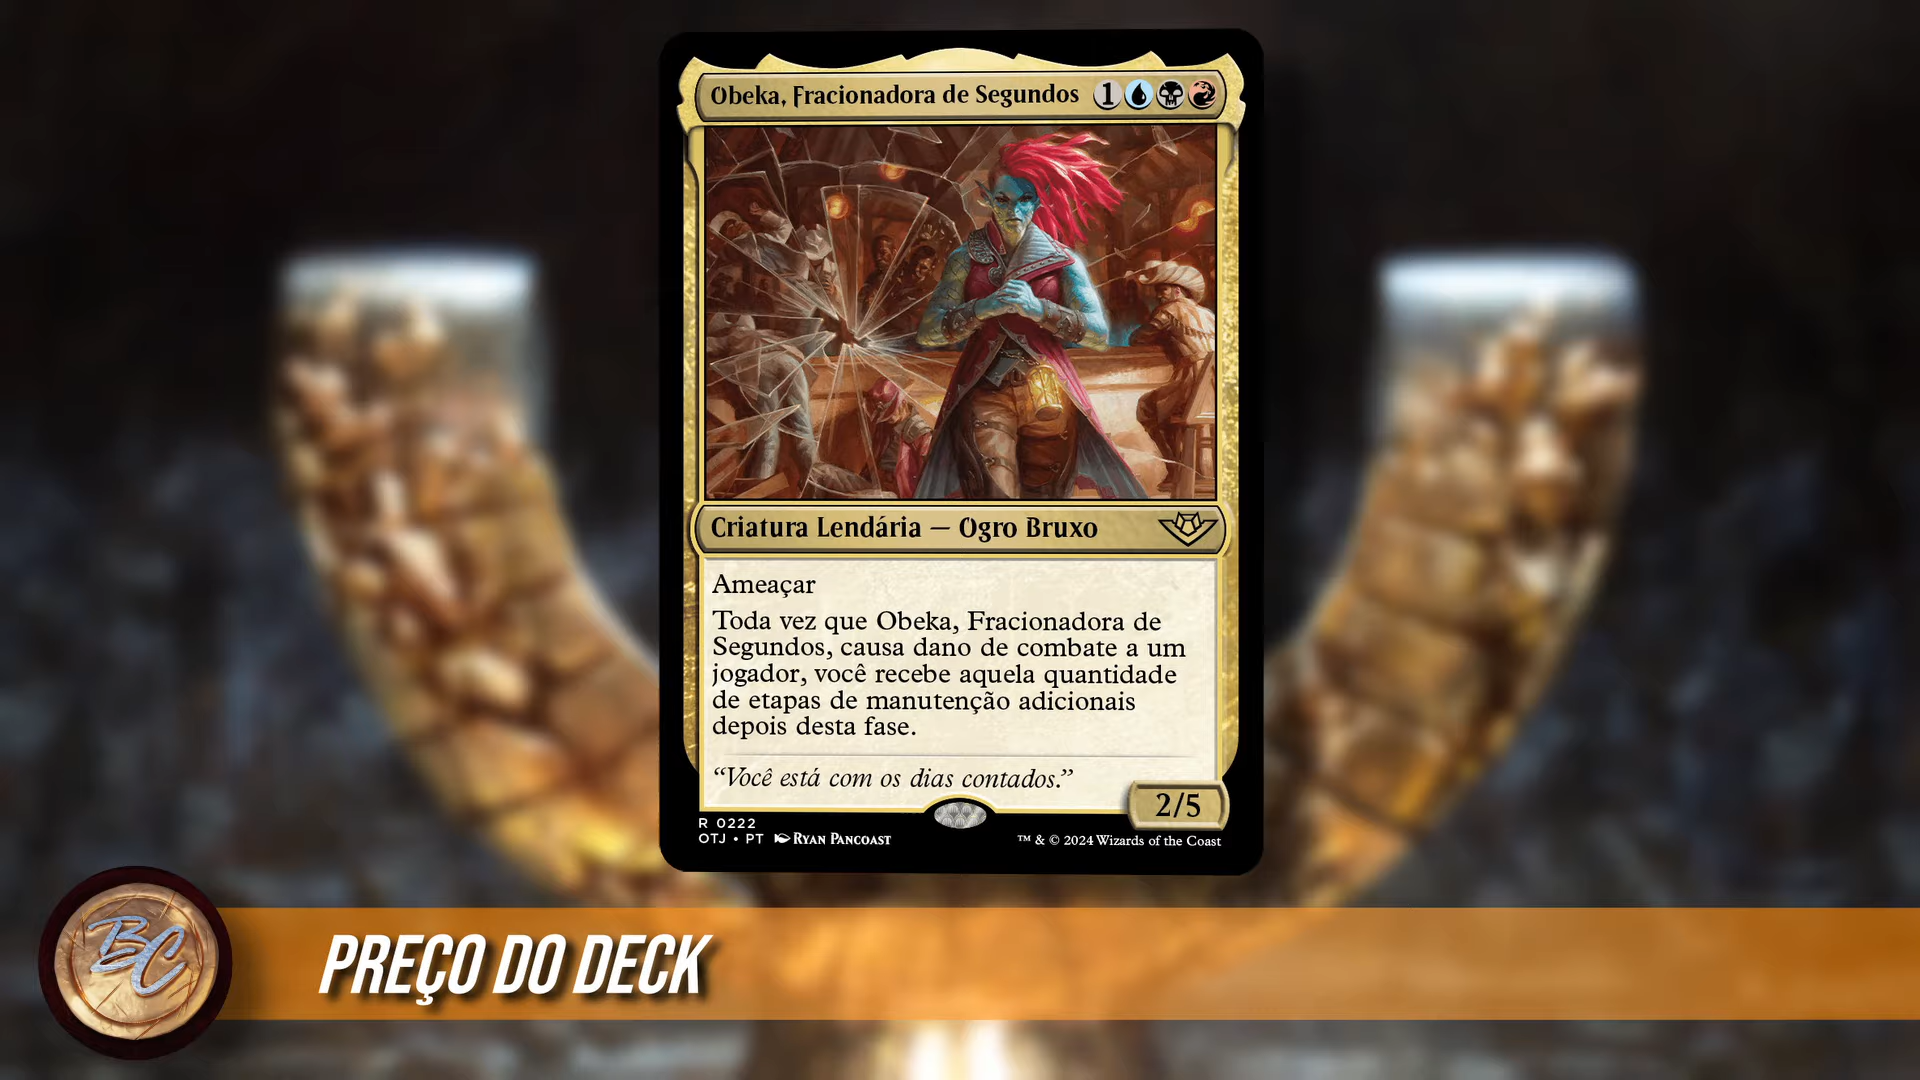 Obeka, Fracionadora de Segundos 1
Criatura Lendária — Ogro Bruxo
Ameaçar
Toda vez que Obeka, Fracionadora de
Segundos, causa dano de combate a um
jogador, você recebe aquela quantidade
de etapas de manutenção adicionais
depois desta fase.
“Você está com os dias contados.”
2/5
R 0222
OTJ • PT RYAN PANCOAST
™ & © 2024 Wizards of the Coast
BC
PREÇO DO DECK